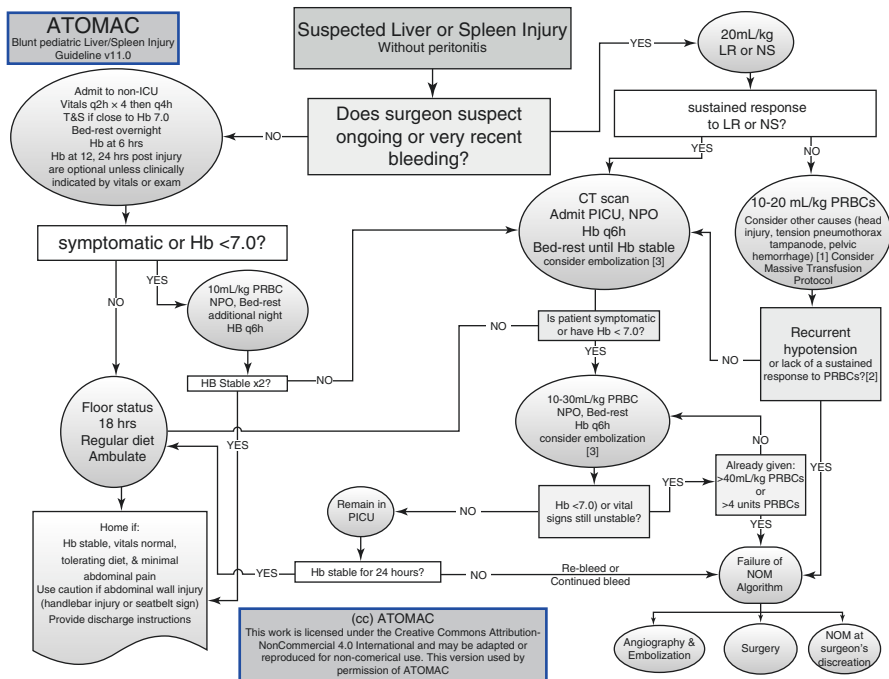 ATOMAC
Blunt pediatric Liver/Spleen Injury
Guideline v11.0
Suspected Liver or Spleen Injury
Without peritonitis
YES
20mL/kg
LR or NS
Admit to non-ICU
Vitals q2h × 4 then q4h
T&S if close to Hb 7.0
Bed-rest overnight
Hb at 6 hrs
Hb at 12, 24 hrs post injury
are optional unless clinically
indicated by vitals or exam
NO
Does surgeon suspect
ongoing or very recent
bleeding?
sustained response
to LR or NS?
YES
NO
CT scan
Admit PICU, NPO
Hb q6h
Bed-rest until Hb stable
consider embolization [3]
10-20 mL/kg PRBCs
Consider other causes (head
injury, tension pneumothorax
tampanode, pelvic
hemorrhage) [1] Consider
Massive Transfusion
Protocol
symptomatic or Hb <7.0?
NO
YES
10mL/kg PRBC
NPO, Bed-rest
additional night
HB q6h
NO
Is patient symptomatic
or have Hb < 7.0?
YES
NO
Recurrent
hypotension
or lack of a sustained
response to PRBCs?[2]
HB Stable x2?
NO
YES
Floor status
18 hrs
Regular diet
Ambulate
10-30mL/kg PRBC
NPO, Bed-rest
Hb q6h
consider embolization
[3]
NO
YES
Already given:
>40mL/kg PRBCs
or
>4 units PRBCs
YES
Hb <7.0) or vital
signs still unstable?
YES
NO
Remain in
PICU
Home if:
Hb stable, vitals normal,
tolerating diet, & minimal
abdominal pain
Use caution if abdominal wall injury
(handlebar injury or seatbelt sign)
Provide discharge instructions
YES
Hb stable for 24 hours?
NO
Re-bleed or
Continued bleed
Failure of
NOM
Algorithm
(cc) ATOMAC
This work is licensed under the Creative Commons Attribution-
NonCommercial 4.0 International and may be adapted or
reproduced for non-comerical use. This version used by
permission of ATOMAC
Angiography &
Embolization
Surgery
NOM at
surgeon's
discreation